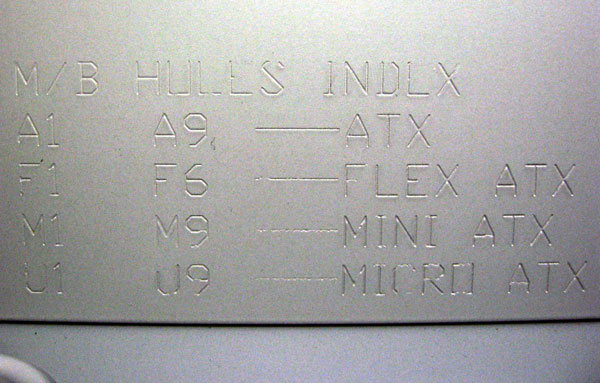 M/B HOLES INDEX
A1 A9 ——— ATX
F1 F6 ——— FLEX ATX
M1 M9 ——— MINI ATX
U1 U9 ——— MICRO ATX